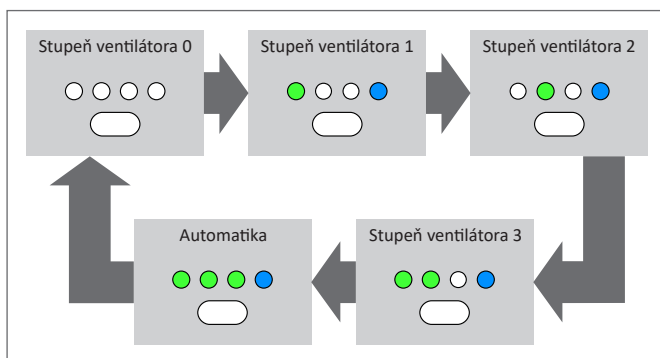 Stupeň ventilátora 0
Stupeň ventilátora 1
Stupeň ventilátora 2
Automatika
Stupeň ventilátora 3